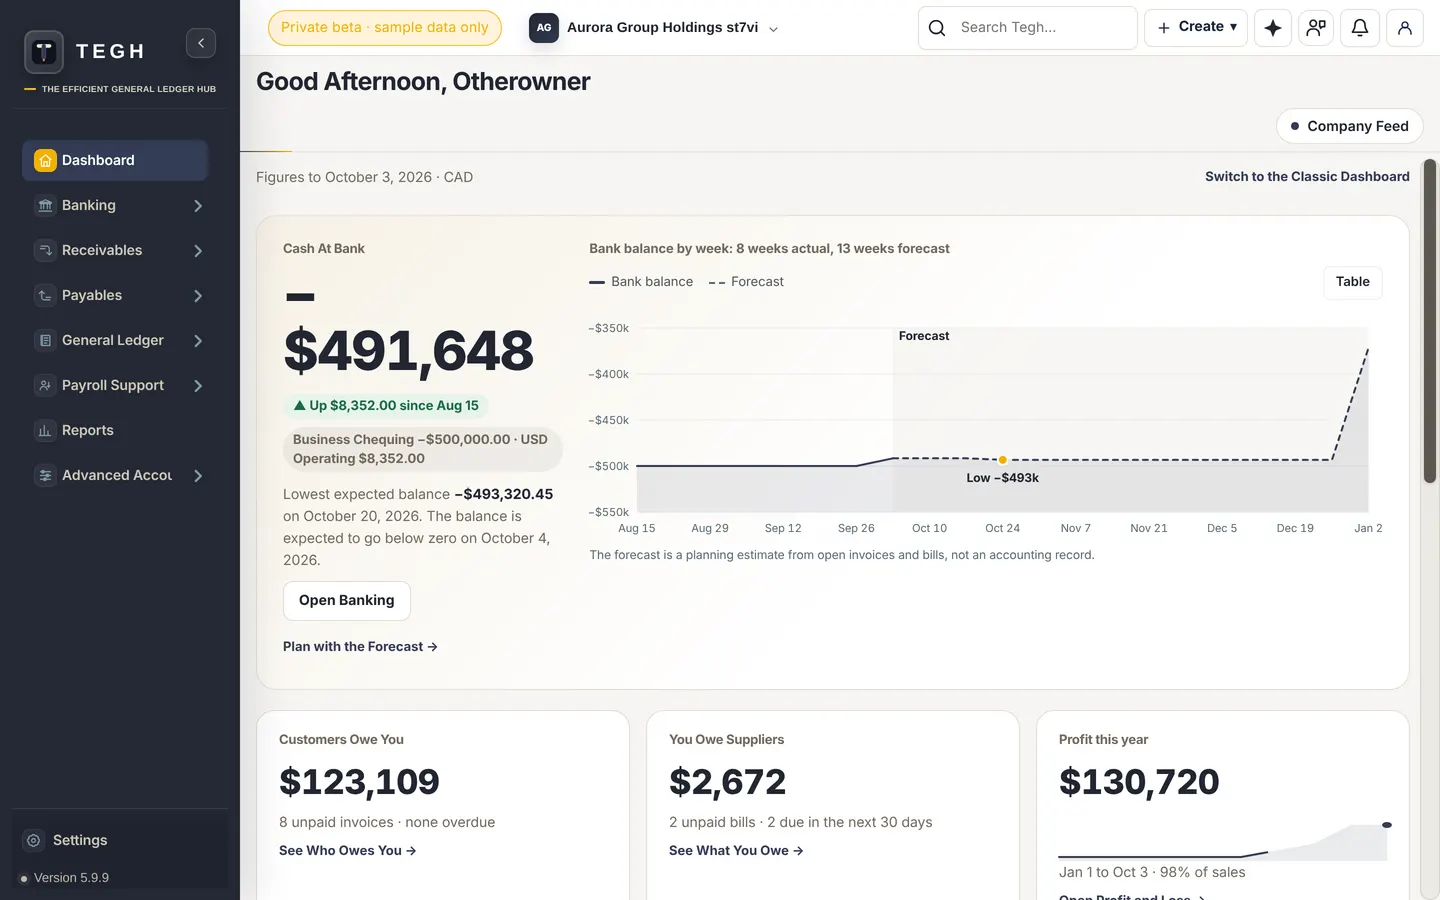 TEGH
THE EFFICIENT GENERAL LEDGER HUB
Dashboard
Banking
Receivables
Payables
General Ledger
Payroll Support
Reports
Advanced Accou
Settings
Version 5.9.9
Private beta · sample data only
AG
Aurora Group Holdings st7vi
Search Tegh...
+ Create ▾
Good Afternoon, Otherowner
Company Feed
Figures to October 3, 2026 · CAD
Switch to the Classic Dashboard
Cash At Bank
−
$491,648
▲ Up $8,352.00 since Aug 15
Business Chequing −$500,000.00 · USD
Operating $8,352.00
Lowest expected balance −$493,320.45
on October 20, 2026. The balance is
expected to go below zero on October 4,
2026.
Open Banking
Plan with the Forecast →
Bank balance by week: 8 weeks actual, 13 weeks forecast
Bank balance Forecast
Table
−$350k
−$400k
−$450k
−$500k
−$550k
Forecast
Low −$493k
Aug 15 Aug 29 Sep 12 Sep 26 Oct 10 Oct 24 Nov 7 Nov 21 Dec 5 Dec 19 Jan 2
The forecast is a planning estimate from open invoices and bills, not an accounting record.
Customers Owe You
$123,109
8 unpaid invoices · none overdue
See Who Owes You →
You Owe Suppliers
$2,672
2 unpaid bills · 2 due in the next 30 days
See What You Owe →
Profit this year
$130,720
Jan 1 to Oct 3 · 98% of sales
Open Profit and Loss →